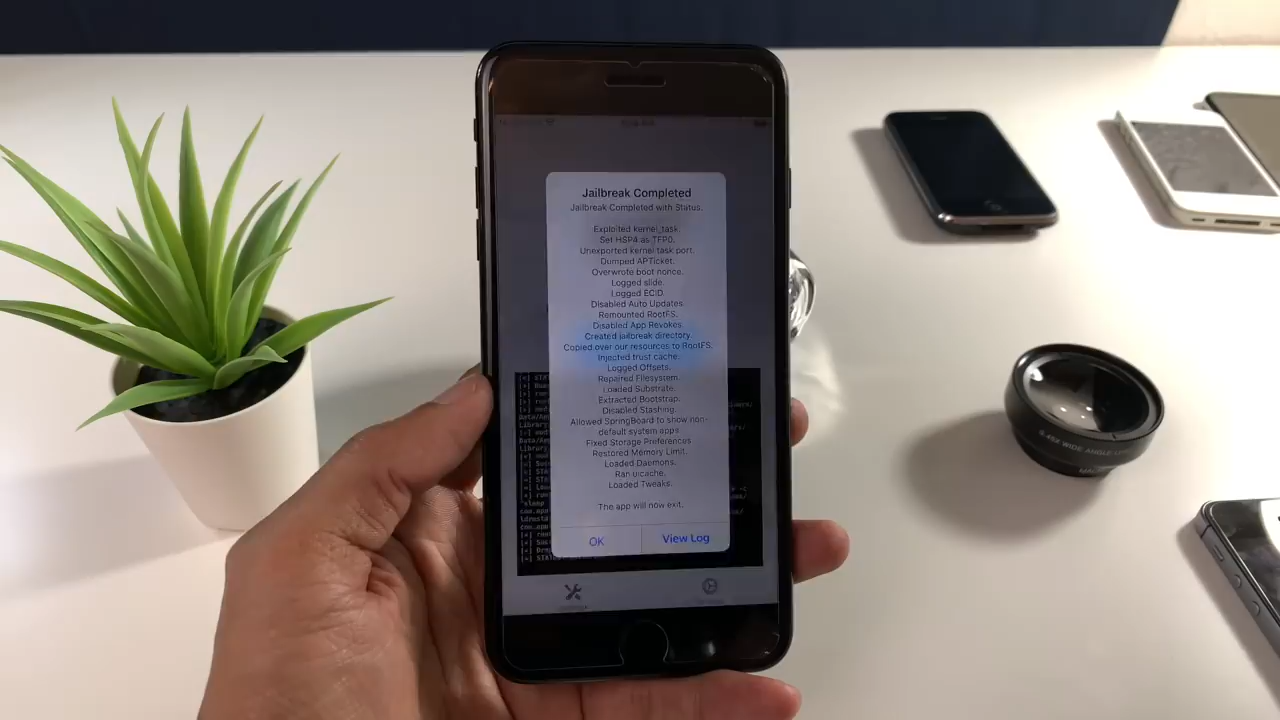 Jailbreak Completed
Jailbreak Completed with Status.
Exploited kernel_task.
Set HSP4 as TFP0.
Unexported kernel task port.
Dumped APTicket.
Overwrote boot nonce.
Logged slide.
Logged ECID.
Disabled Auto Updates.
Remounted RootFS.
Disabled App Revokes.
Created jailbreak directory.
Copied over our resources to RootFS.
Injected trust cache.
Logged Offsets.
Repaired Filesystem.
Loaded Substrate.
Extracted Bootstrap.
Disabled Stashing.
Allowed SpringBoard to show non-
default system apps.
Fixed Storage Preferences
Restored Memory Limit.
Loaded Daemons.
Ran uicache.
Loaded Tweaks.
The app will now exit.
OK
View Log
0.45x WIDE ANGLE